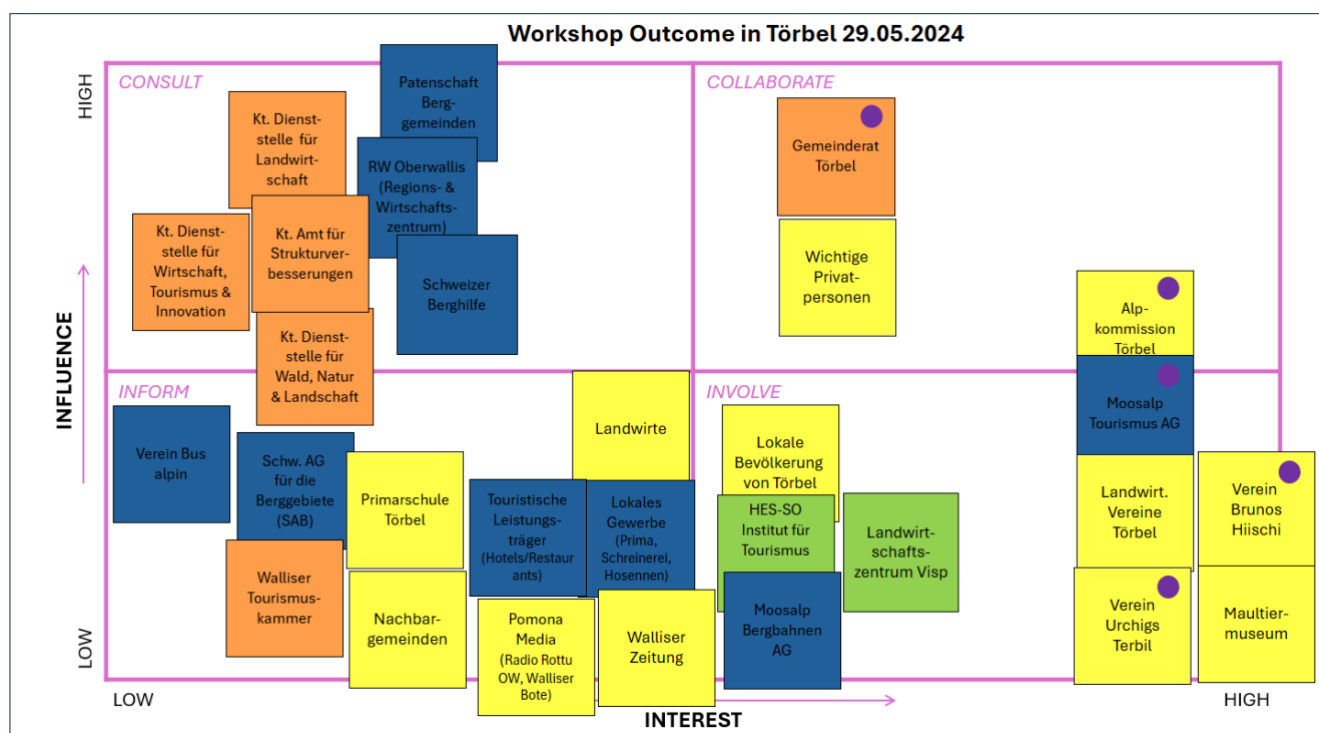 Workshop Outcome in Törbel 29.05.2024
HIGH
INFLUENCE
LOW
CONSULT
Patenschaft
Berg-
gemeinden
Kt. Dienst-
stelle für
Landwirt-
schaft
RW Oberwallis
(Regions- &
Wirtschafts-
zentrum)
Kt. Dienst-
stelle für
Wirtschaft,
Tourismus &
Innovation
Kt. Amt für
Strukturver-
besserungen
Schweizer
Berghilfe
Kt. Dienst-
stelle für
Wald, Natur
& Landschaft
COLLABORATE
Gemeinderat
Törbel
Wichtige
Privat-
personen
Alp-
kommission
Törbel
INFORM
Verein Bus
alpin
Schw. AG
für die
Berggebiete
(SAB)
Primarschule
Törbel
Touristische
Leistungs-
träger
(Hotels/Restaur
ants)
Landwirte
Lokales
Gewerbe
(Prima,
Schreinerei,
Hosennen)
Walliser
Tourismus-
kammer
Nachbar-
gemeinden
Pomona
Media
(Radio Rottu
OW, Walliser
Bote)
Walliser
Zeitung
INVOLVE
Lokale
Bevölkerung
von Törbel
HES-SO
Institut für
Tourismus
Landwirt-
schafts-
zentrum Visp
Moosalp
Bergbahnen
AG
Moosalp
Tourismus AG
Landwirt.
Vereine
Törbel
Verein
Brunos
Hiischi
Verein
Urchigs
Terbil
Maultier-
museum
LOW
INTEREST
HIGH